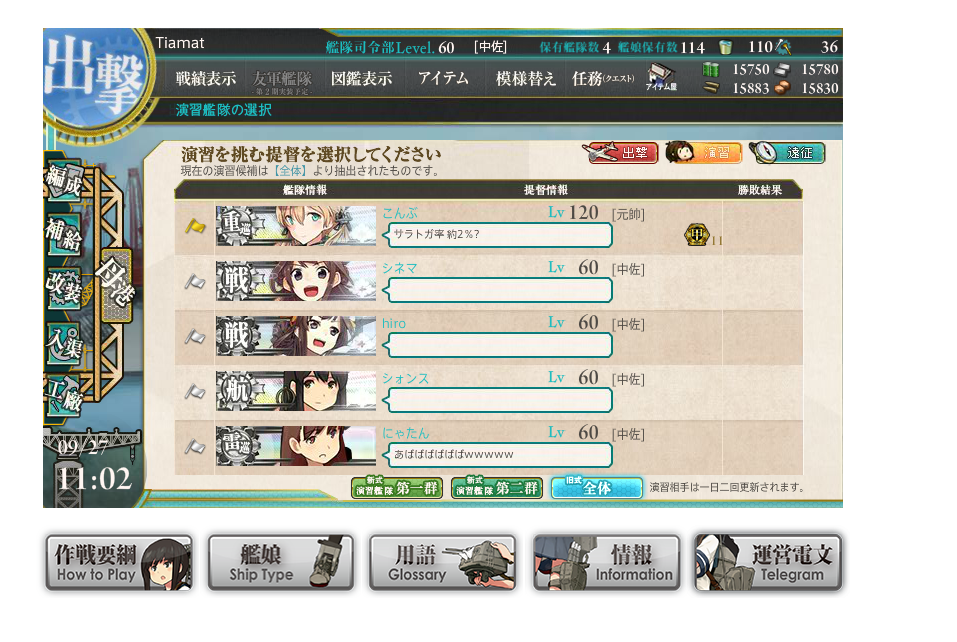 出撃
Tiamat
艦隊司令部Level. 60 [中佐] 保有艦隊数 4 艦娘保有数 114 110 36
戦績表示 友軍艦隊 図鑑表示 アイテム 模様替え 任務(クエスト) アイテム屋 15750 15780
-第2期実装予定- 15883 15830
演習艦隊の選択
演習を挑む提督を選択してください
出撃 演習 遠征
現在の演習候補は【全体】より抽出されたものです。
艦隊情報 提督情報 勝敗結果
編成
補給
改装
入渠
工廠
母港
重巡 こんぶ Lv 120 [元帥]
サラトガ率 約2%?
甲 11
戦 シネマ Lv 60 [中佐]
戦 hiro Lv 60 [中佐]
航 シォンス Lv 60 [中佐]
雷巡 にゃたん Lv 60 [中佐]
あばばばばばばwwwww
09/27
11:02
新式 演習艦隊 第一群
新式 演習艦隊 第二群
旧式 全体
演習相手は一日二回更新されます。
作戦要綱 艦娘 用語 情報 運営電文
How to Play Ship Type Glossary Information Telegram